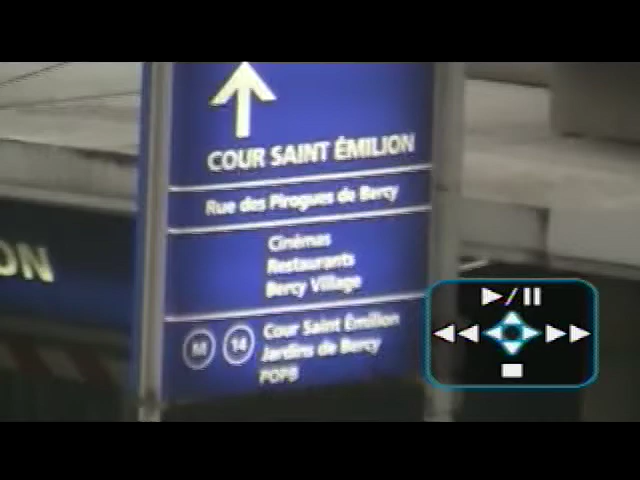 COUR SAINT ÉMILION
Rue des Pirogues de Bercy
Cinémas
Restaurants
Bercy Village
M 14 Cour Saint Émilion
Jardins de Bercy
POPB
ON